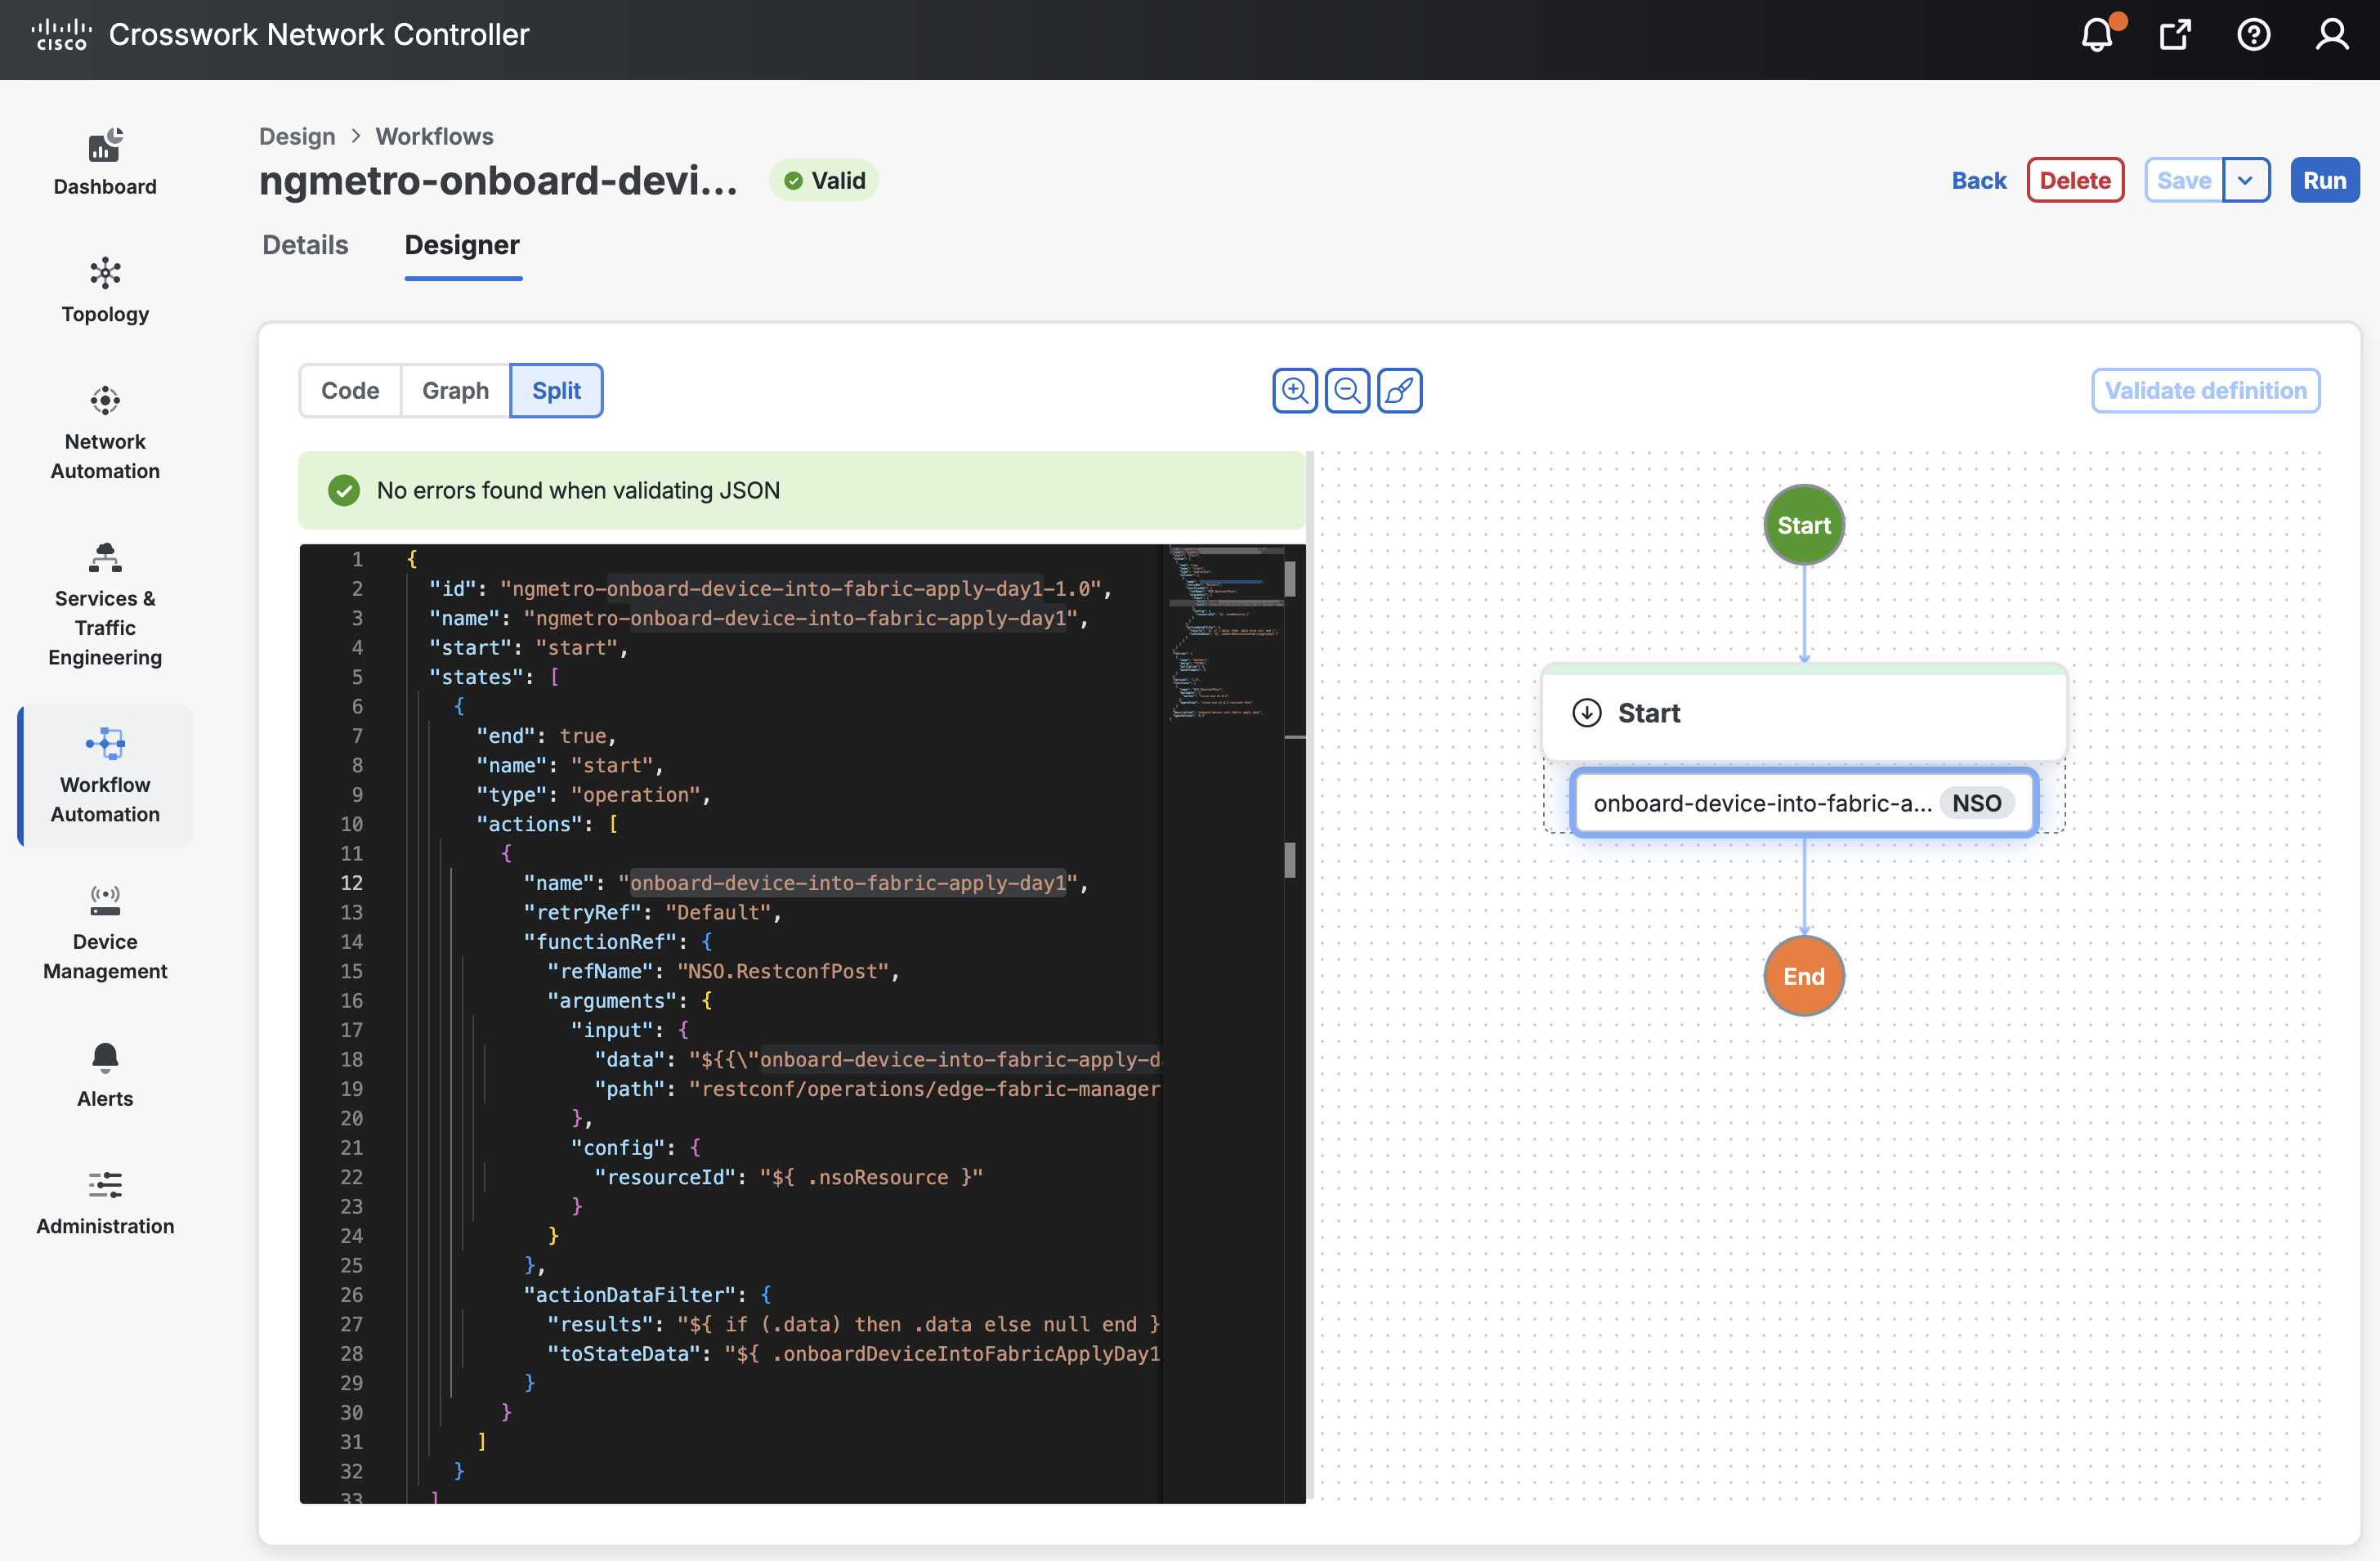 CISCO
Crosswork Network Controller
Dashboard
Topology
Network
Automation
Services &
Traffic
Engineering
Workflow
Automation
Device
Management
Alerts
Administration
Design > Workflows
ngmetro-onboard-devi...
Valid
Back
Delete
Save
Run
Details
Designer
Code
Graph
Split
Validate definition
No errors found when validating JSON
1 {
2 "id": "ngmetro-onboard-device-into-fabric-apply-day1-1.0",
3 "name": "ngmetro-onboard-device-into-fabric-apply-day1",
4 "start": "start",
5 "states": [
6 {
7 "end": true,
8 "name": "start",
9 "type": "operation",
10 "actions": [
11 {
12 "name": "onboard-device-into-fabric-apply-day1",
13 "retryRef": "Default",
14 "functionRef": {
15 "refName": "NSO.RestconfPost",
16 "arguments": {
17 "input": {
18 "data": "${{\"onboard-device-into-fabric-apply-d
19 "path": "restconf/operations/edge-fabric-manager
20 },
21 "config": {
22 "resourceId": "${ .nsoResource }"
23 }
24 }
25 },
26 "actionDataFilter": {
27 "results": "${ if (.data) then .data else null end }
28 "toStateData": "${ .onboardDeviceIntoFabricApplyDay1
29 }
30 }
31 ]
32 }
33 ]
Start
Start
onboard-device-into-fabric-a... NSO
End